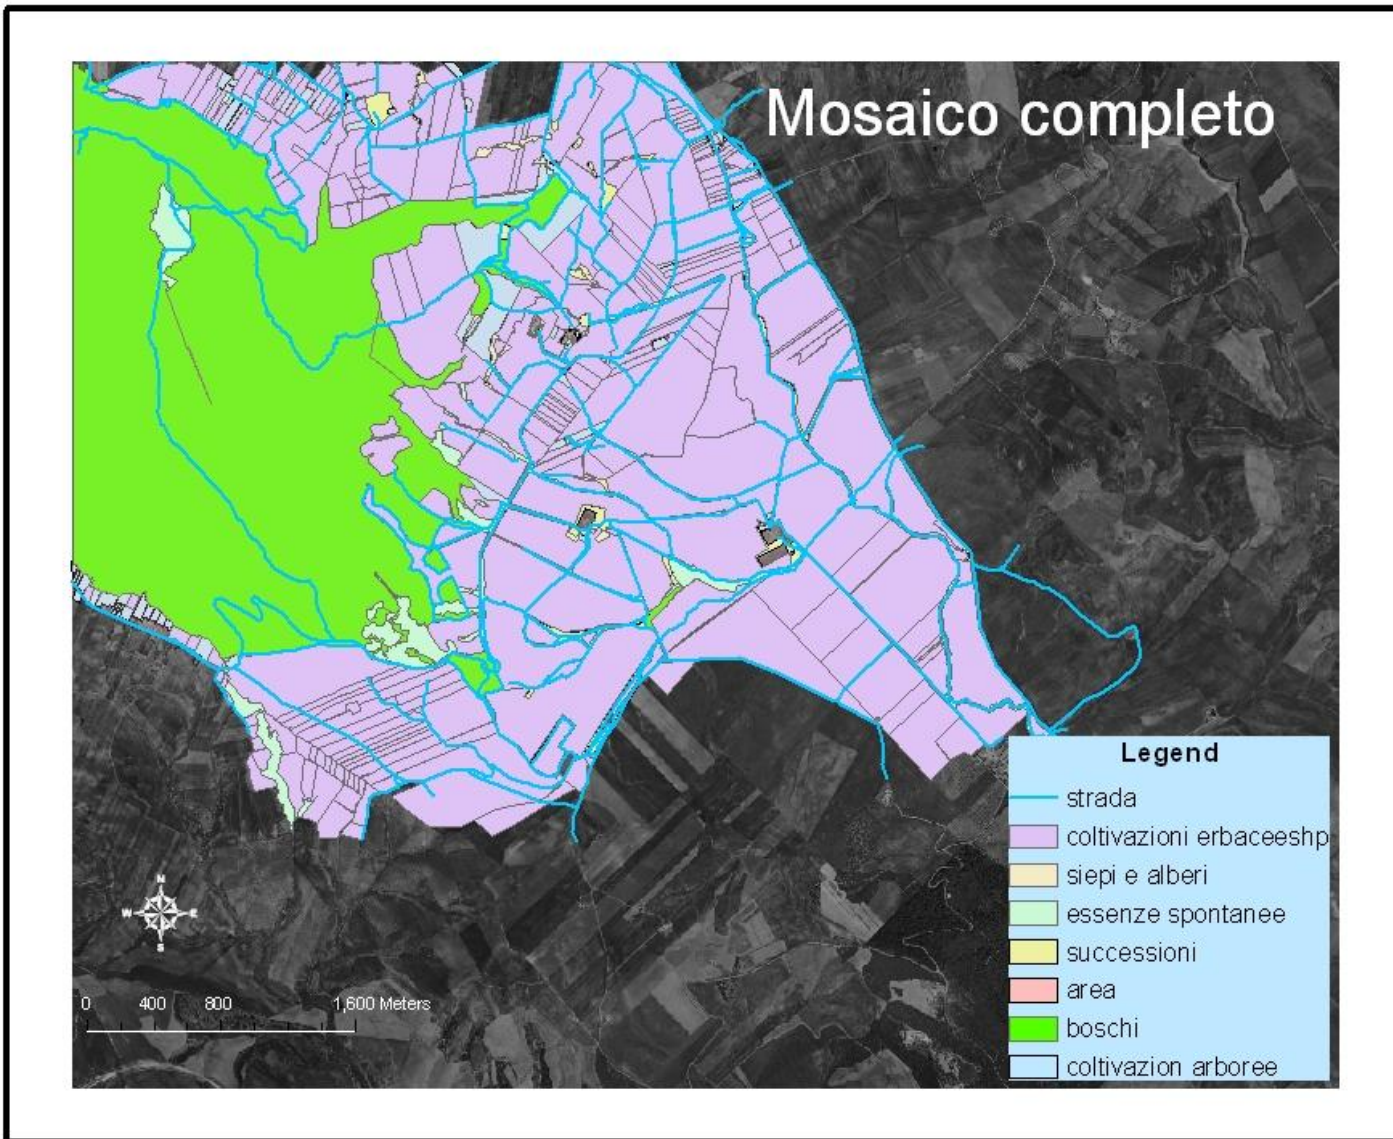 Mosaico completo
N
W E
S
0 400 800 1,600 Meters
Legend
strada
coltivazioni erbaceeshp
siepi e alberi
essenze spontanee
successioni
area
boschi
coltivazion arboree